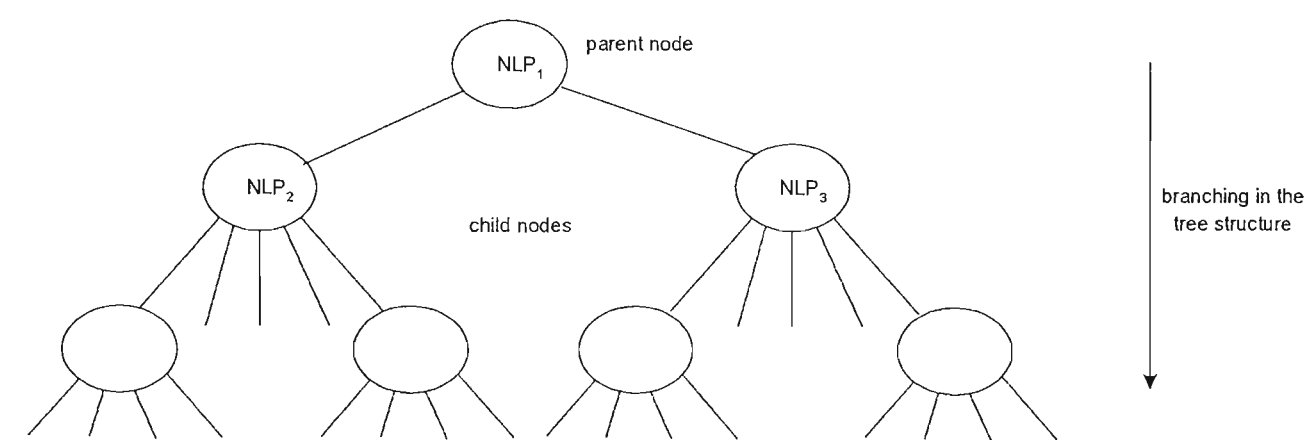 parent node
NLP1
NLP2
NLP3
child nodes
branching in the
tree structure